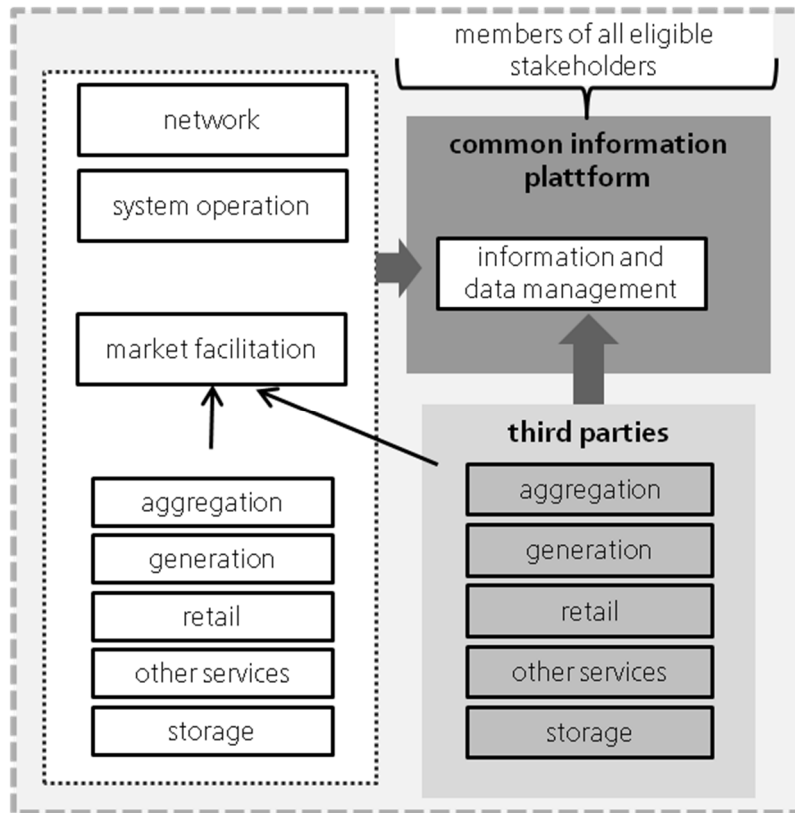 members of all eligible
stakeholders
network
system operation
market facilitation
aggregation
generation
retail
other services
storage
common information
plattform
information and
data management
third parties
aggregation
generation
retail
other services
storage